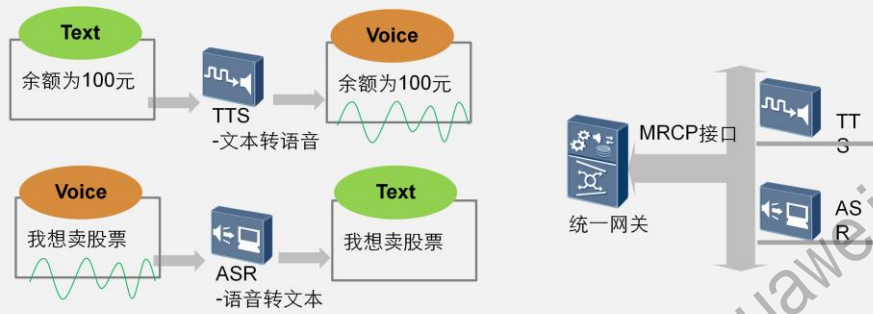 Text
余额为100元
TTS
-文本转语音
Voice
余额为100元
Voice
我想卖股票
ASR
-语音转文本
Text
我想卖股票
MRCP接口
统一网关
TT
S
AS
R